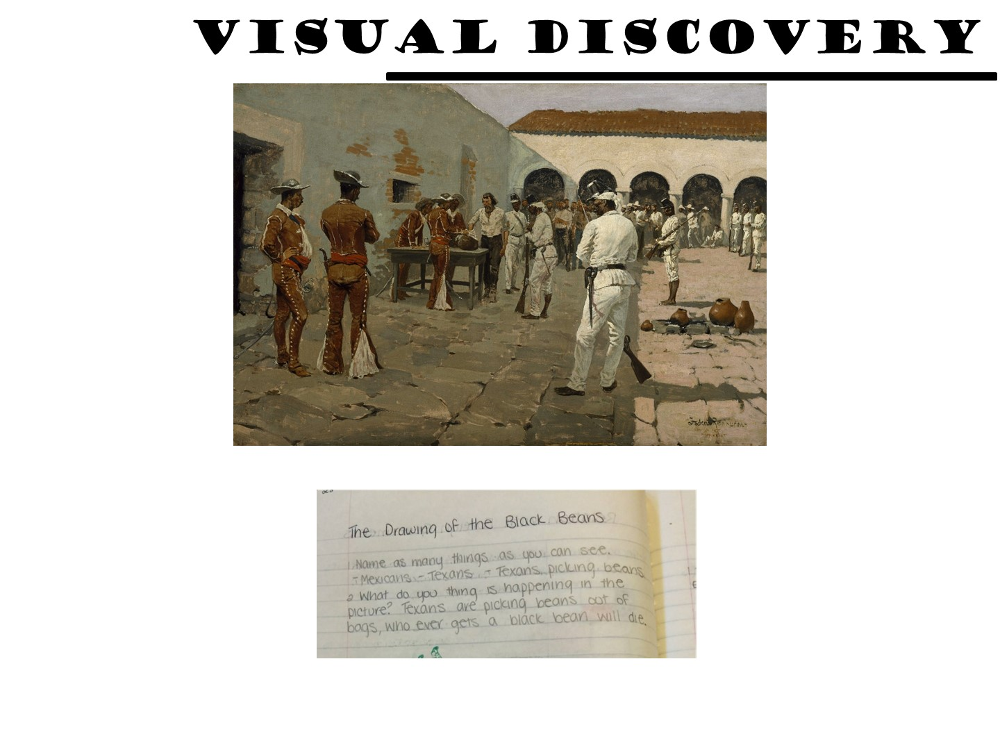 VISUAL DISCOVERY
Frederic Remington
The Drawing of the Black Beans
1. Name as many things as you can see.
- Mexicans - Texans - Texans picking beans
2 What do you thing is happening in the
picture? Texans are picking beans out of
bags, who ever gets a black bean will die.